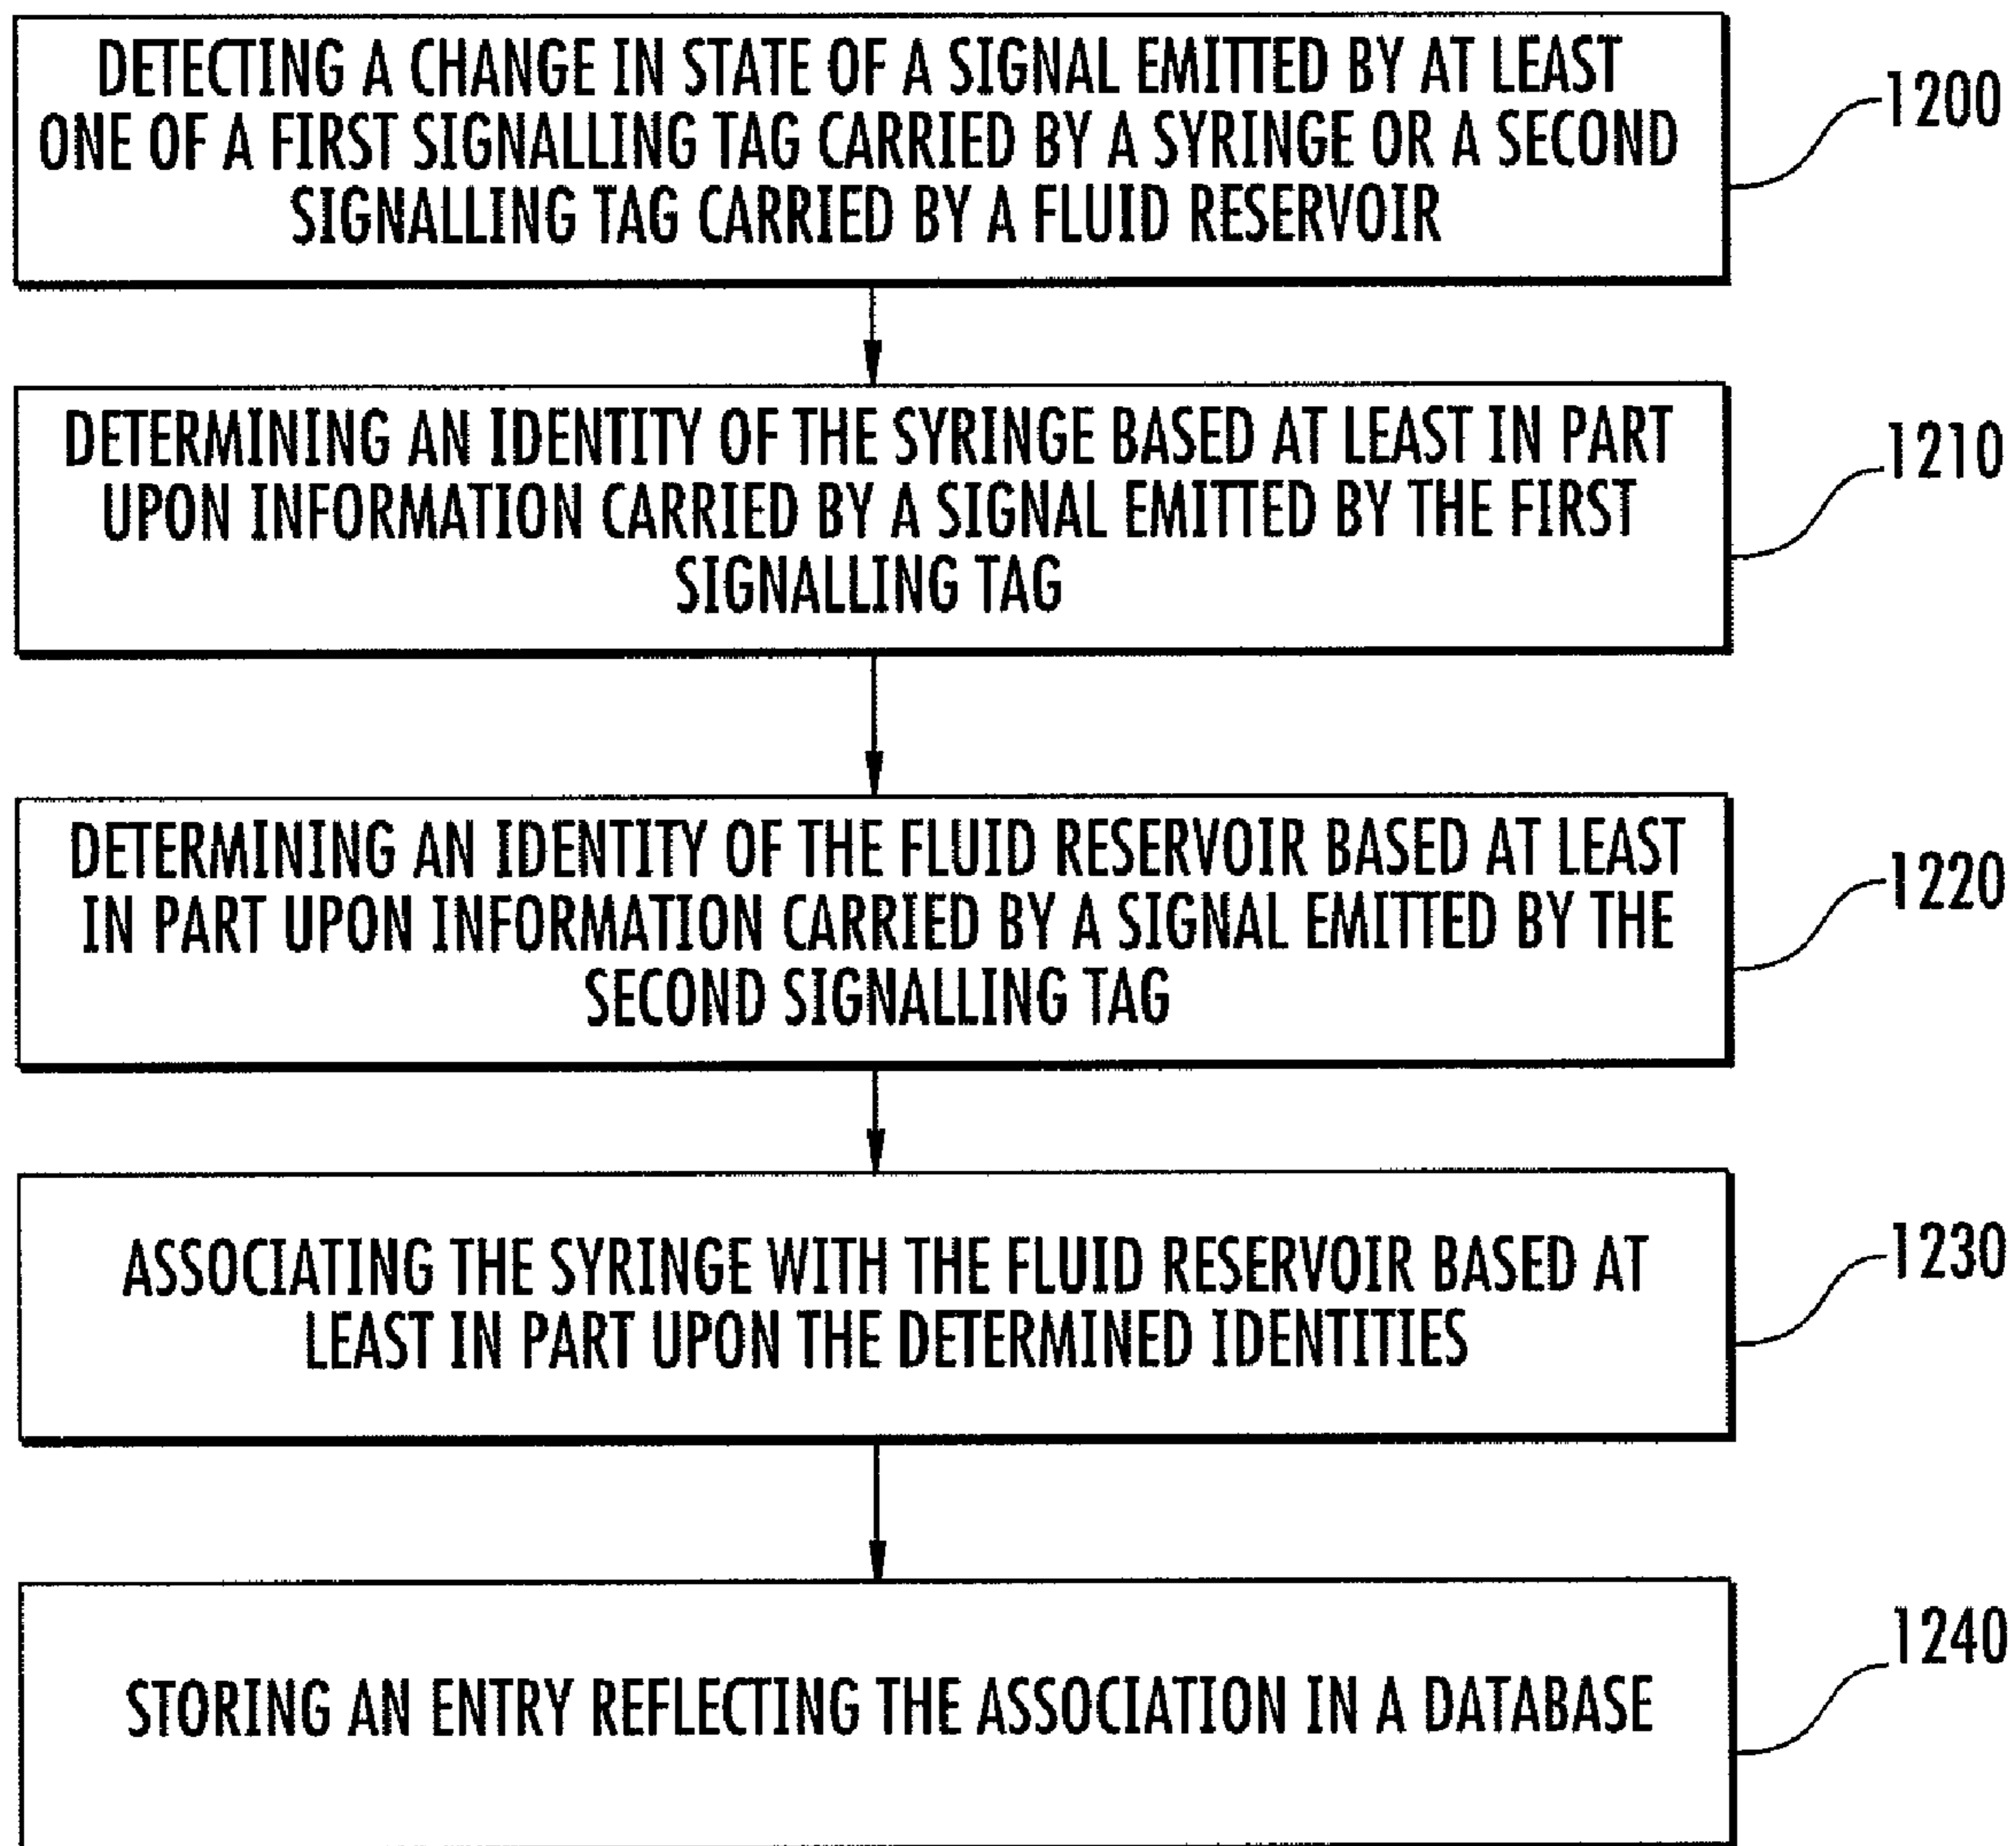 DETECTING A CHANGE IN STATE OF A SIGNAL EMITTED BY AT LEAST
ONE OF A FIRST SIGNALLING TAG CARRIED BY A SYRINGE OR A SECOND
SIGNALLING TAG CARRIED BY A FLUID RESERVOIR
1200
DETERMINING AN IDENTITY OF THE SYRINGE BASED AT LEAST IN PART
UPON INFORMATION CARRIED BY A SIGNAL EMITTED BY THE FIRST
SIGNALLING TAG
1210
DETERMINING AN IDENTITY OF THE FLUID RESERVOIR BASED AT LEAST
IN PART UPON INFORMATION CARRIED BY A SIGNAL EMITTED BY THE
SECOND SIGNALLING TAG
1220
ASSOCIATING THE SYRINGE WITH THE FLUID RESERVOIR BASED AT
LEAST IN PART UPON THE DETERMINED IDENTITIES
1230
STORING AN ENTRY REFLECTING THE ASSOCIATION IN A DATABASE
1240